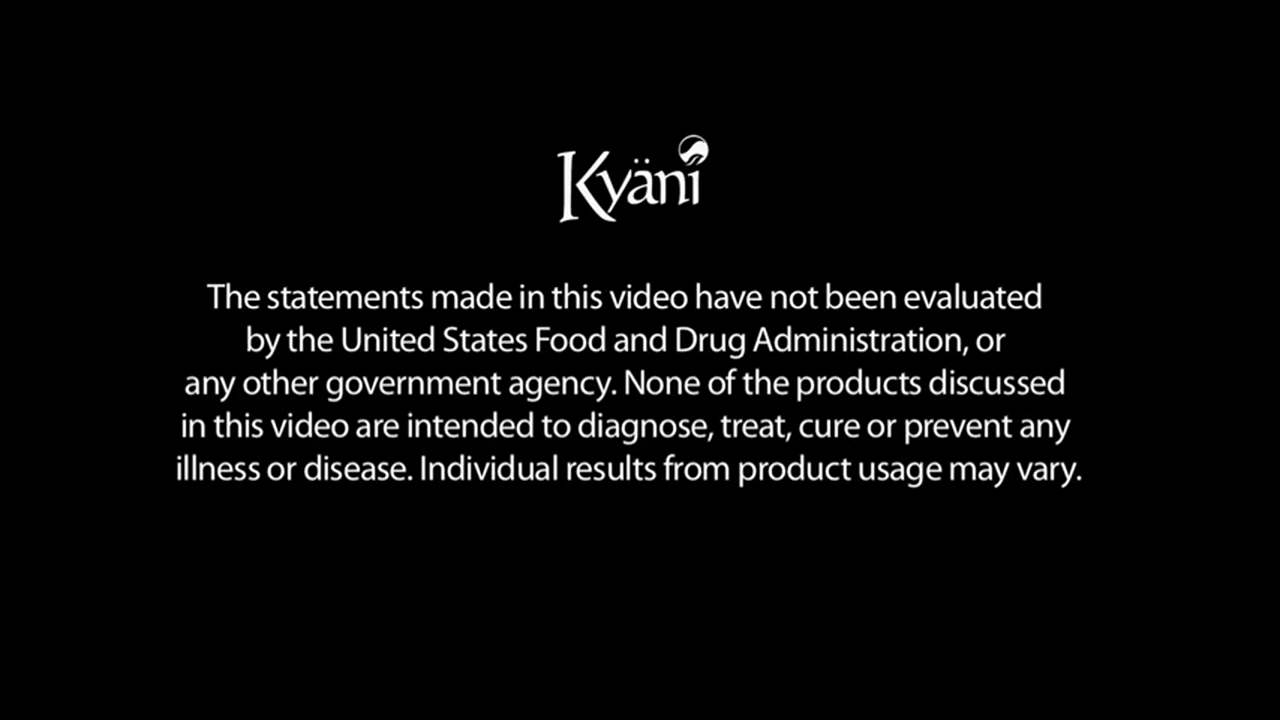 Kyäni
The statements made in this video have not been evaluated
by the United States Food and Drug Administration, or
any other government agency. None of the products discussed
in this video are intended to diagnose, treat, cure or prevent any
illness or disease. Individual results from product usage may vary.